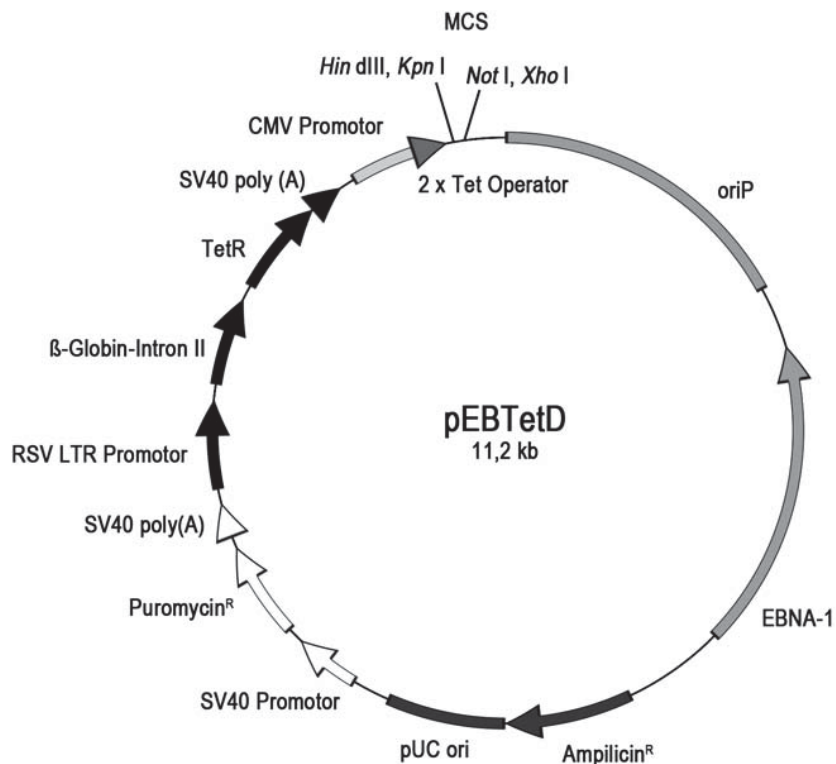 MCS
Hin dIII, Kpn I
Not I, Xho I
CMV Promotor
SV40 poly (A)
2 x Tet Operator
oriP
TetR
ß-Globin-Intron II
pEBTetD
11,2 kb
RSV LTR Promotor
SV40 poly(A)
Puromycinᴿ
EBNA-1
SV40 Promotor
pUC ori
Ampilicinᴿ